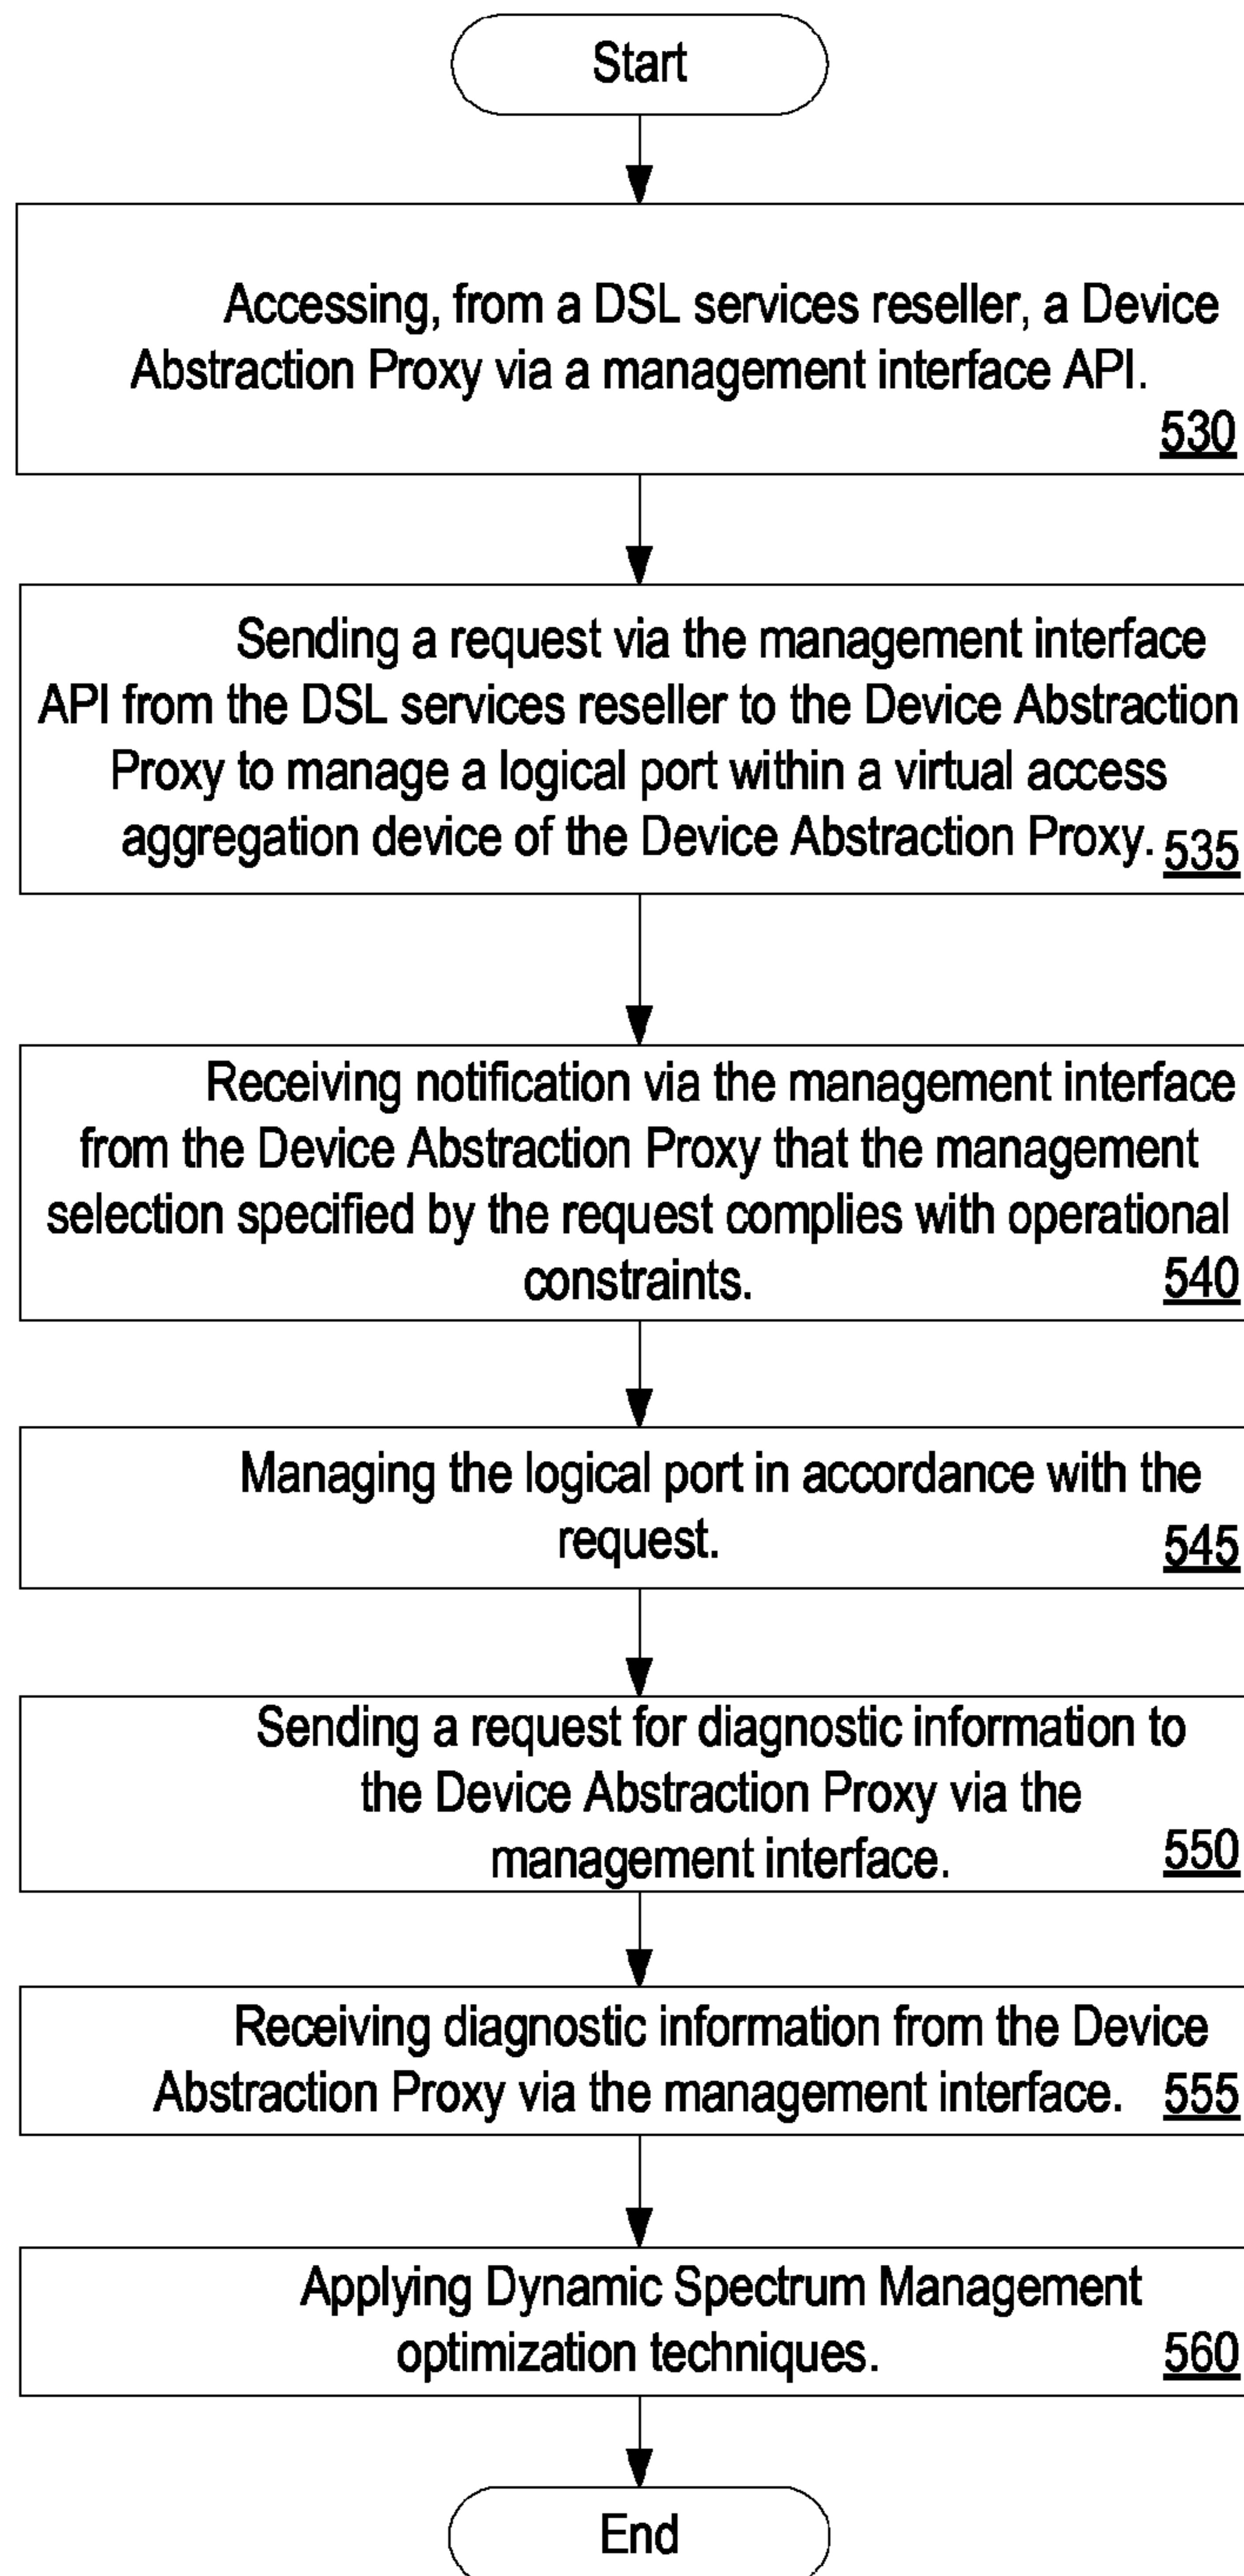 Start
Accessing, from a DSL services reseller, a Device
Abstraction Proxy via a management interface API.
530
Sending a request via the management interface
API from the DSL services reseller to the Device Abstraction
Proxy to manage a logical port within a virtual access
aggregation device of the Device Abstraction Proxy. 535
Receiving notification via the management interface
from the Device Abstraction Proxy that the management
selection specified by the request complies with operational
constraints. 540
Managing the logical port in accordance with the
request. 545
Sending a request for diagnostic information to
the Device Abstraction Proxy via the
management interface. 550
Receiving diagnostic information from the Device
Abstraction Proxy via the management interface. 555
Applying Dynamic Spectrum Management
optimization techniques. 560
End